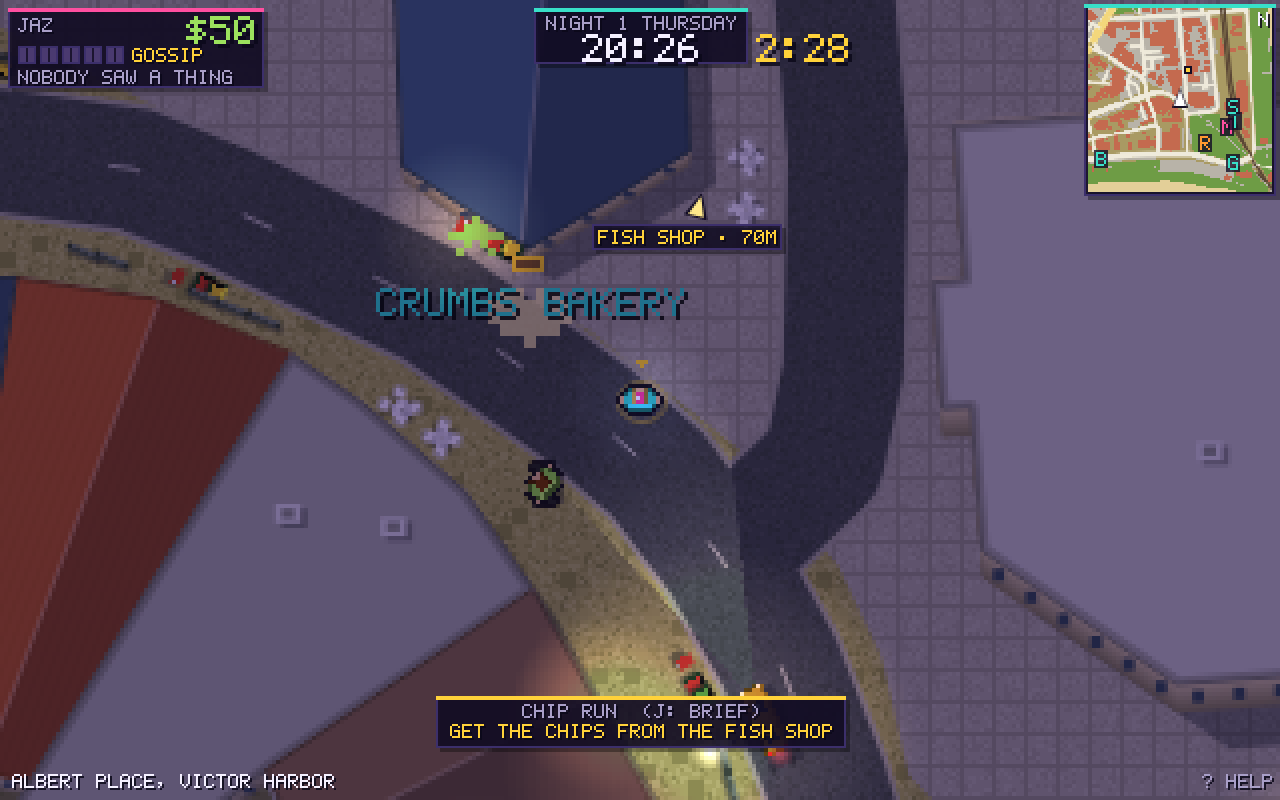 JAZ
$50
GOSSIP
NOBODY SAW A THING
NIGHT 1 THURSDAY
20:26
2:28
N
S
M
R
B
G
FISH SHOP · 70M
CRUMBS BAKERY
CHIP RUN (J: BRIEF)
GET THE CHIPS FROM THE FISH SHOP
ALBERT PLACE, VICTOR HARBOR
? HELP